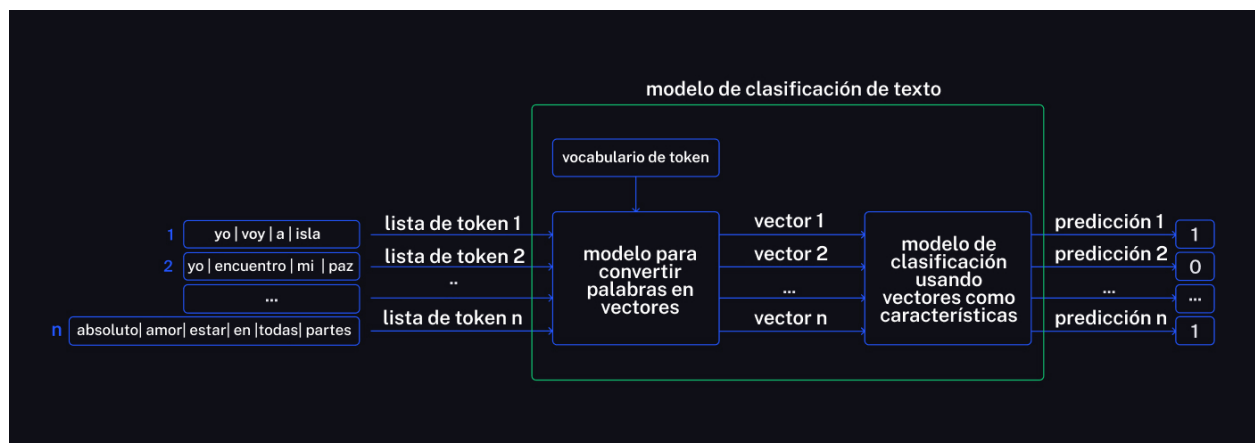 modelo de clasificación de texto
vocabulario de token
1
yo | voy | a | isla
lista de token 1
vector 1
predicción 1
1
2
yo | encuentro | mi | paz
lista de token 2
vector 2
predicción 2
0
...
..
...
...
...
n
absoluto| amor| estar| en |todas| partes
lista de token n
vector n
predicción n
1
modelo para
convertir
palabras en
vectores
modelo de
clasificación
usando
vectores como
características